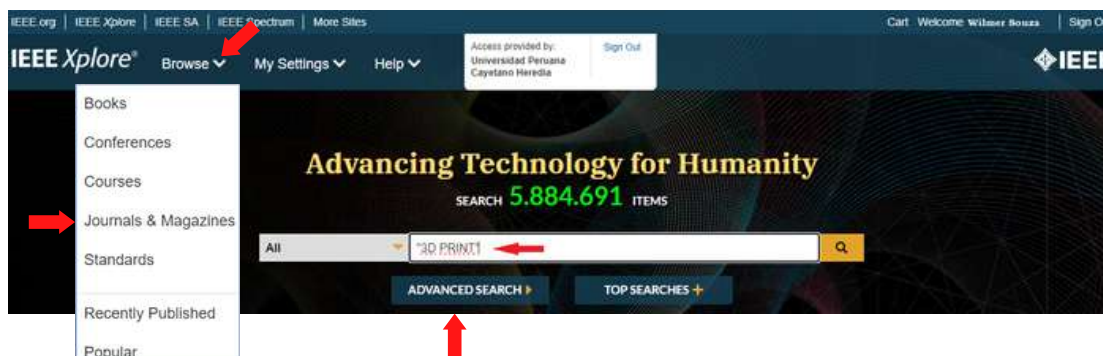 IEEE.org | IEEE Xplore | IEEE SA | IEEE Spectrum | More Sites
Cart Welcome Wilmer Souza | Sign O
IEEE Xplore®
Browse
My Settings
Help
Access provided by:
Universidad Peruana
Cayetano Heredia
Sign Out
IEEE
Books
Conferences
Courses
Journals & Magazines
Standards
Recently Published
Popular
Advancing Technology for Humanity
SEARCH 5.884.691 ITEMS
All
"3D PRINT"
ADVANCED SEARCH
TOP SEARCHES +